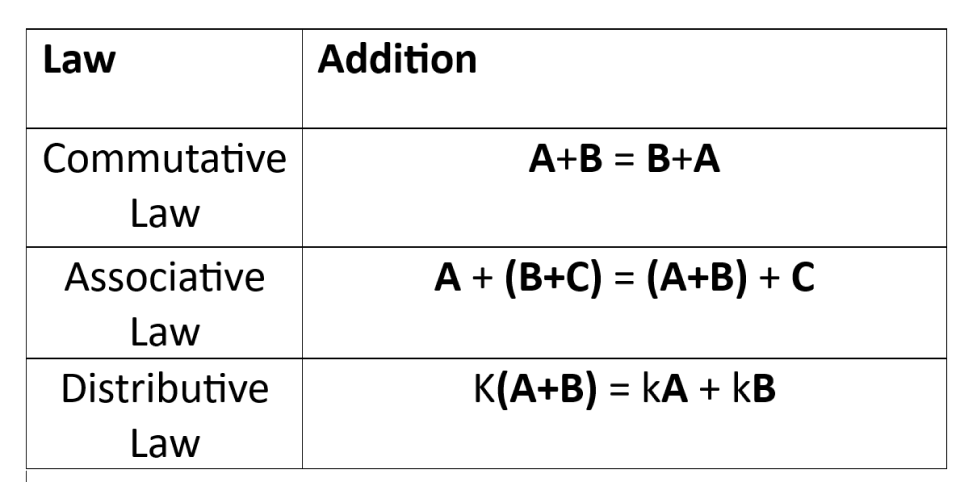 Law Addition
Commutative A+B = B+A
Law
Associative A + (B+C) = (A+B) + C
Law
Distributive K(A+B) = kA + kB
Law